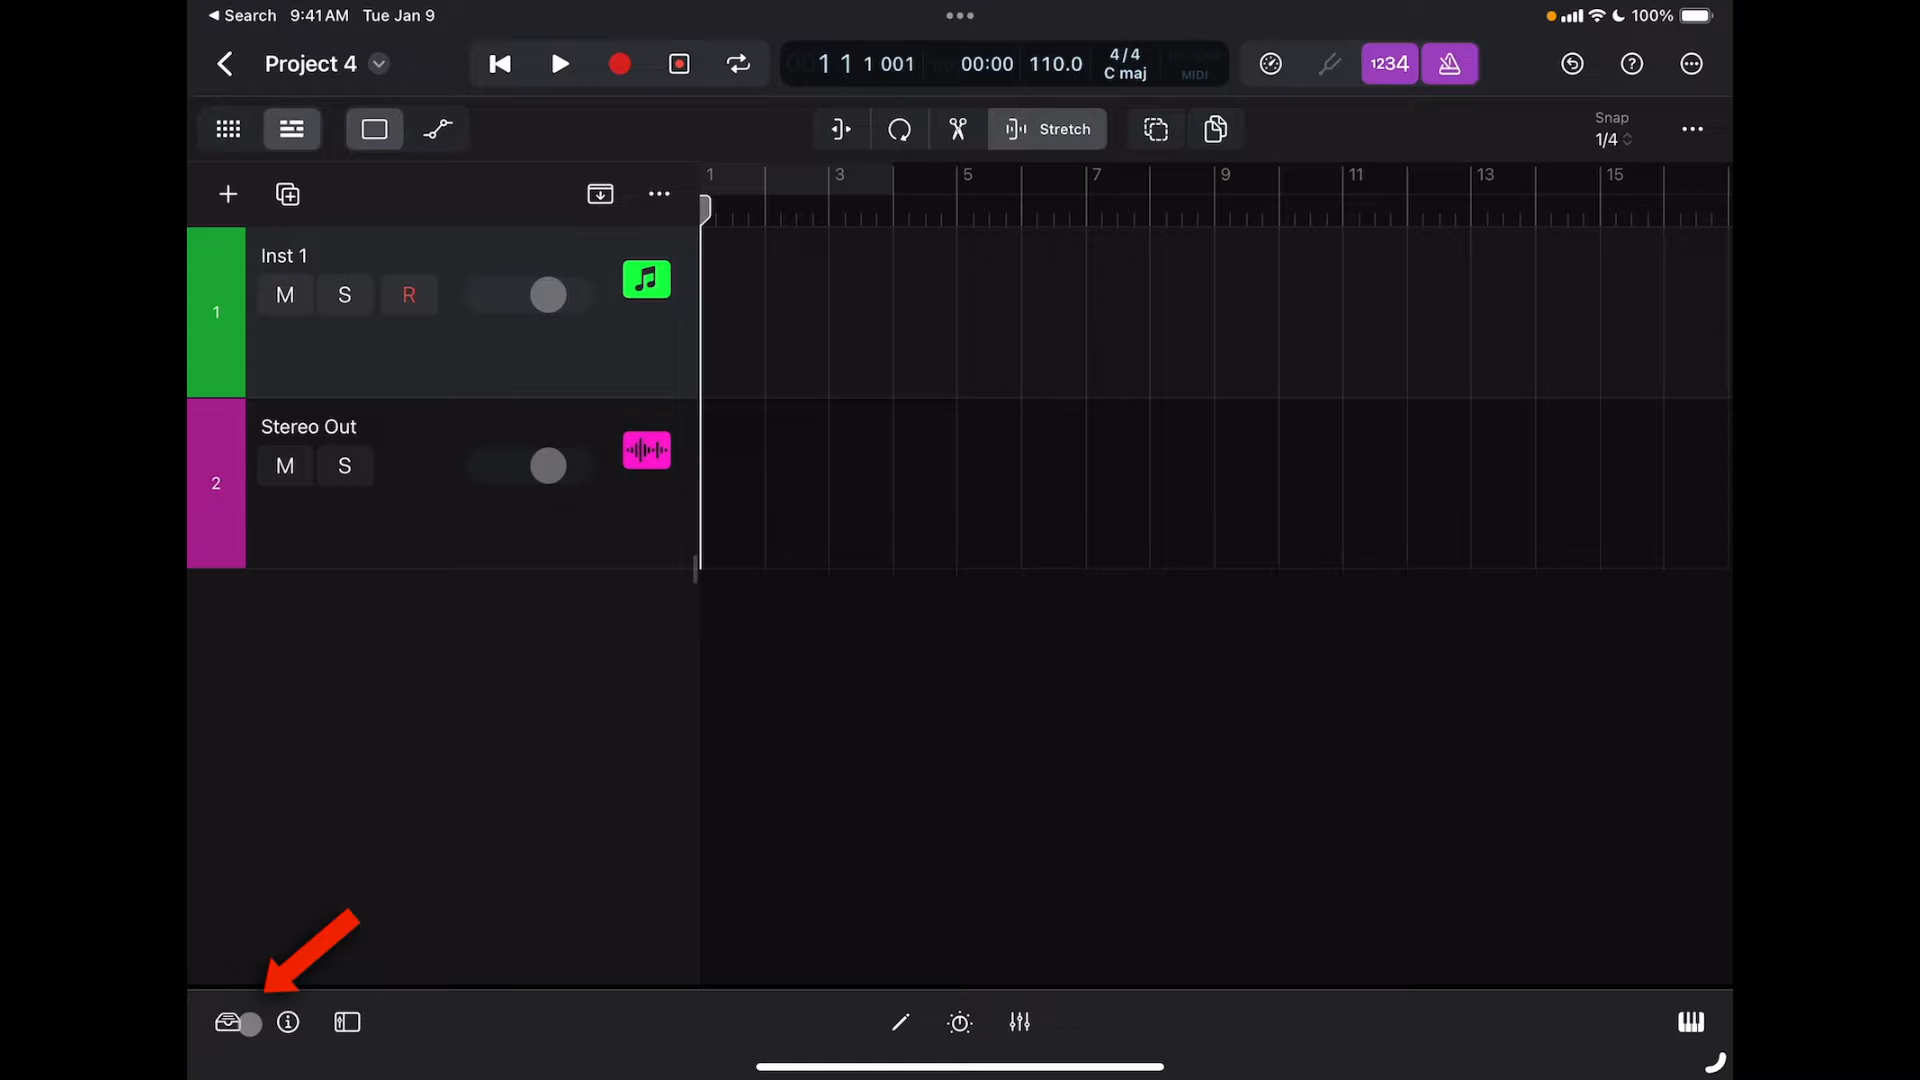 ◀ Search 9:41 AM Tue Jan 9
100%
Project 4
1 1 1 001 00:00 110.0 4/4 C maj MIDI
1234
Stretch
Snap
1/4
1 3 5 7 9 11 13 15
Inst 1
1
M S R
Stereo Out
M S
2